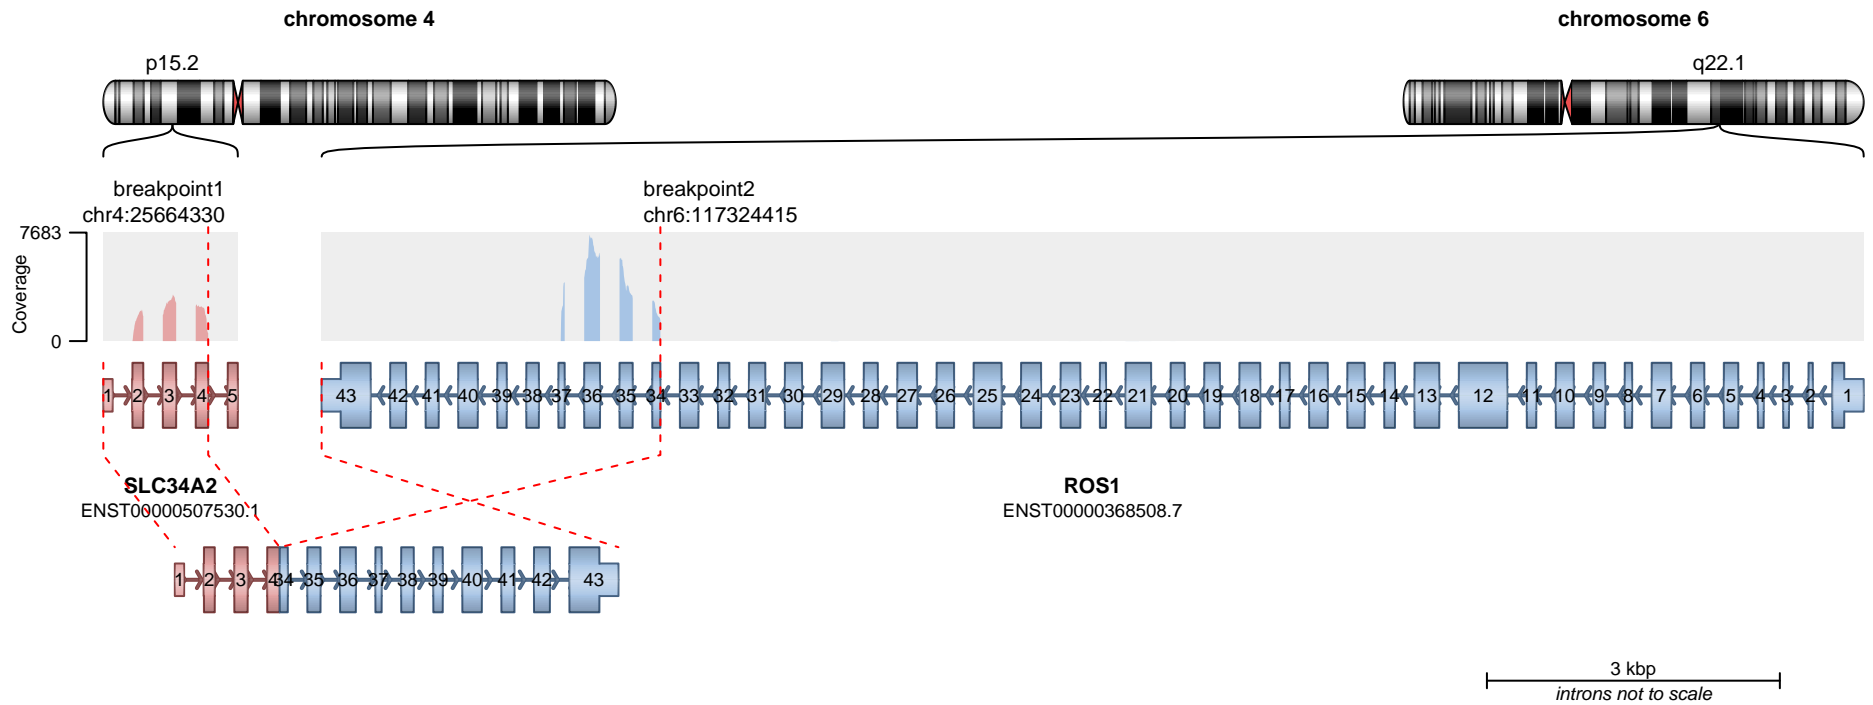 chromosome 4
chromosome 6
p15.2
q22.1
breakpoint1
chr4:25664330
breakpoint2
chr6:117324415
7683
Coverage
0
1 2 3 4 5
43 42 41 40 39 38 37 36 35 34 33 32 31 30 29 28 27 26 25 24 23 22 21 20 19 18 17 16 15 14 13 12 11 10 9 8 7 6 5 4 3 2 1
SLC34A2
ENST00000507530.1
ROS1
ENST00000368508.7
1 2 3 4 34 35 36 37 38 39 40 41 42 43
3 kbp
introns not to scale